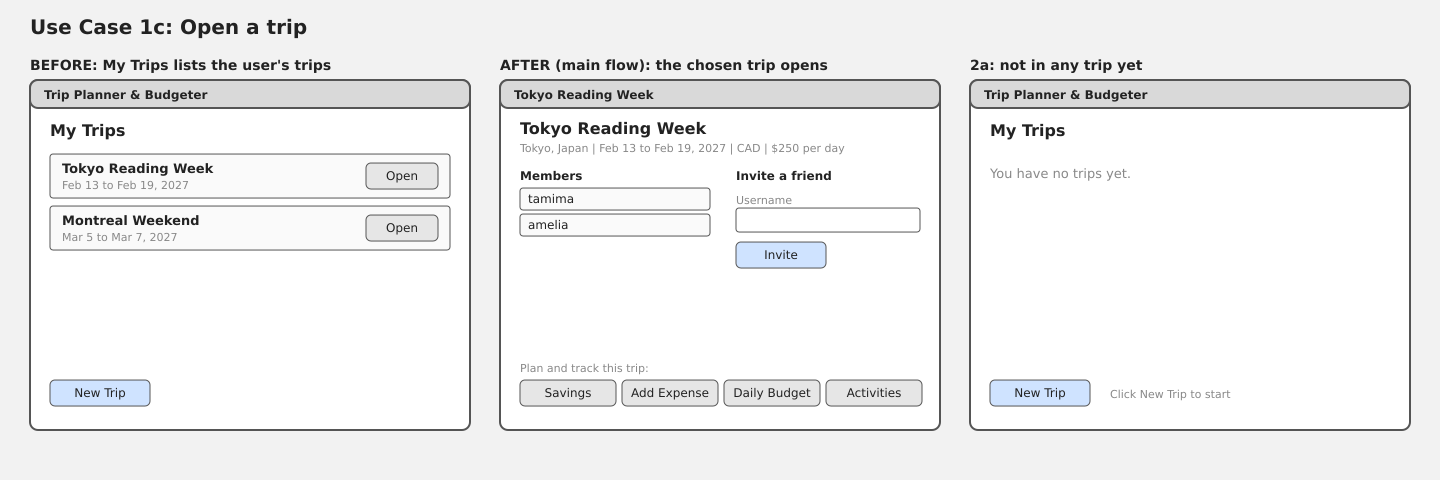 Use Case 1c: Open a trip
BEFORE: My Trips lists the user's trips
Trip Planner & Budgeter
My Trips
Tokyo Reading Week
Feb 13 to Feb 19, 2027
Open
Montreal Weekend
Mar 5 to Mar 7, 2027
Open
New Trip
AFTER (main flow): the chosen trip opens
Tokyo Reading Week
Tokyo Reading Week
Tokyo, Japan | Feb 13 to Feb 19, 2027 | CAD | $250 per day
Members
tamima
amelia
Invite a friend
Username
Invite
Plan and track this trip:
Savings
Add Expense
Daily Budget
Activities
2a: not in any trip yet
Trip Planner & Budgeter
My Trips
You have no trips yet.
New Trip
Click New Trip to start